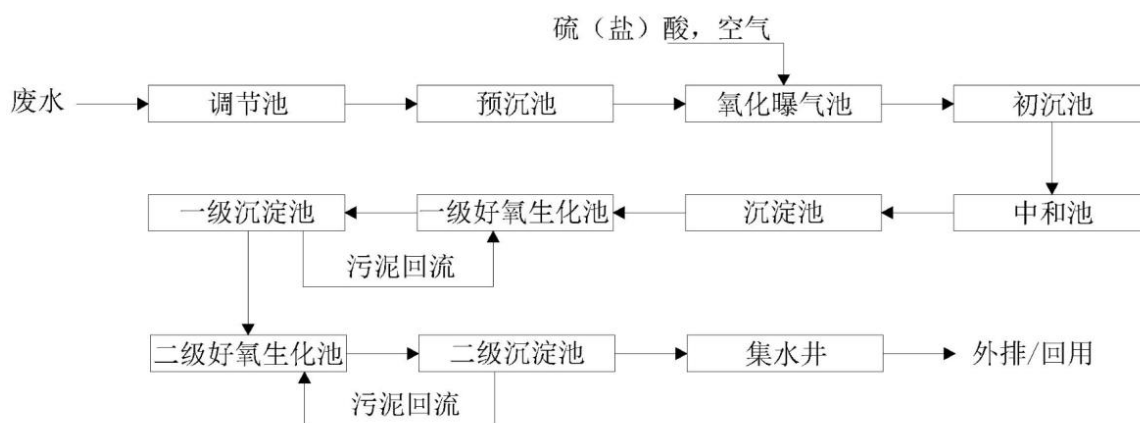 硫（盐）酸，空气
废水
调节池
预沉池
氧化曝气池
初沉池
一级沉淀池
一级好氧生化池
沉淀池
中和池
污泥回流
二级好氧生化池
二级沉淀池
集水井
外排/回用
污泥回流